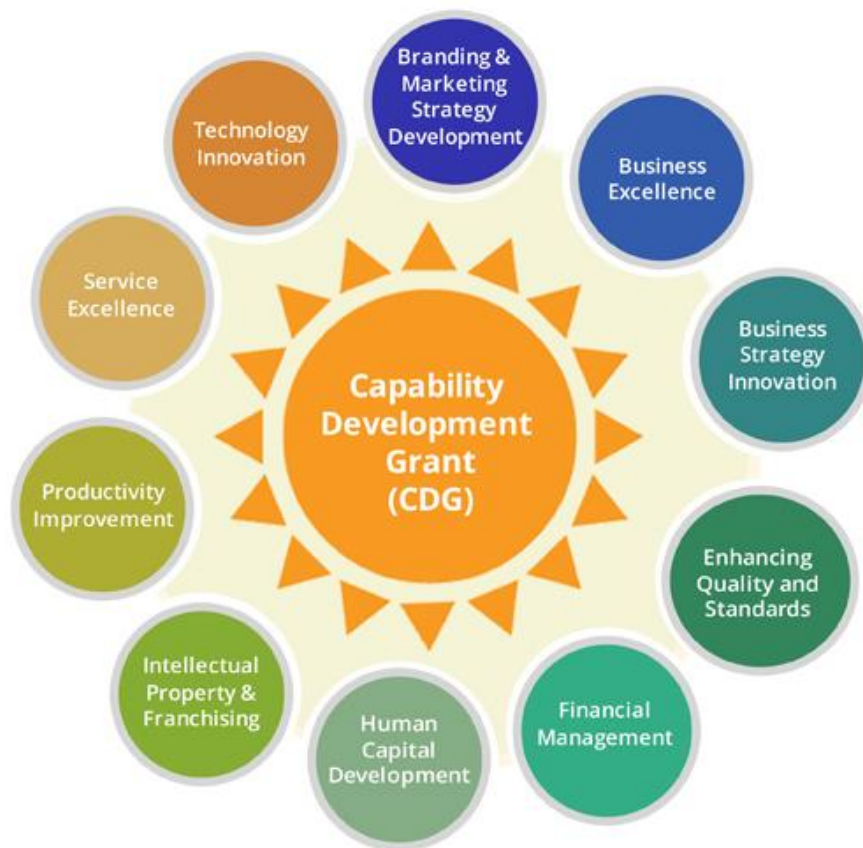 Branding &
Marketing
Strategy
Development
Business
Excellence
Business
Strategy
Innovation
Enhancing
Quality and
Standards
Financial
Management
Human
Capital
Development
Intellectual
Property &
Franchising
Productivity
Improvement
Service
Excellence
Technology
Innovation
Capability
Development
Grant
(CDG)